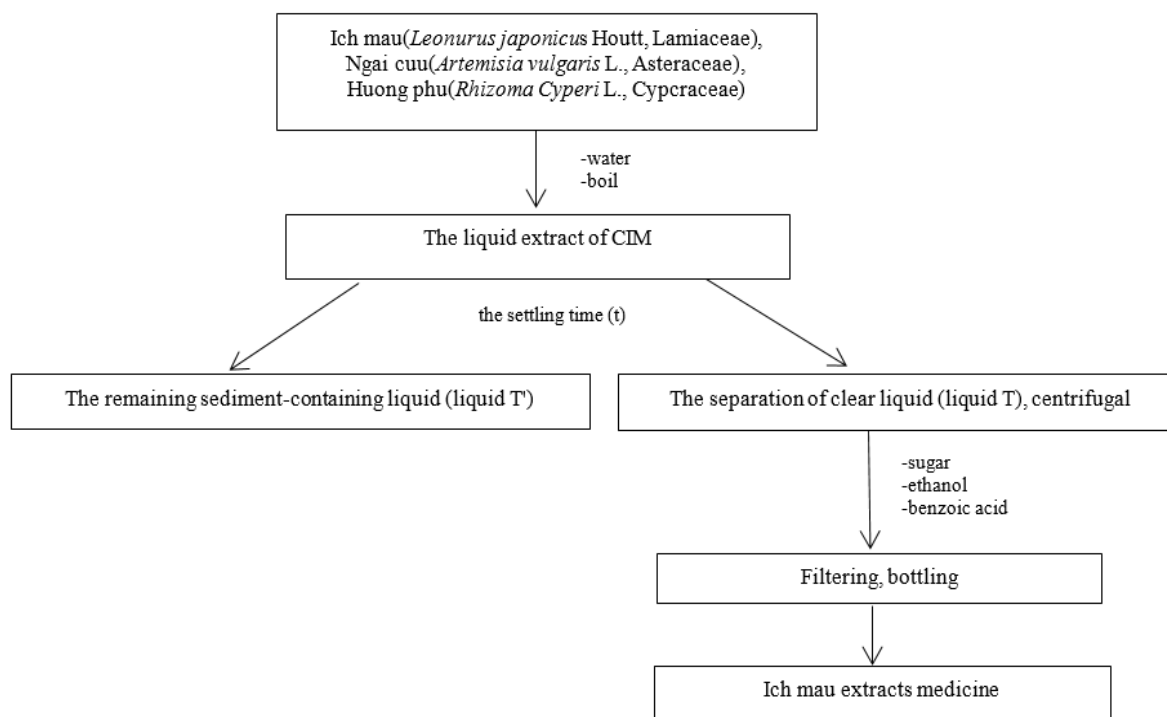 Ich mau(Leonurus japonicus Houtt, Lamiaceae),
Ngai cuu(Artemisia vulgaris L., Asteraceae),
Huong phu(Rhizoma Cyperi L., Cypcraceae)
-water
-boil
The liquid extract of CIM
the settling time (t)
The remaining sediment-containing liquid (liquid T')
The separation of clear liquid (liquid T), centrifugal
-sugar
-ethanol
-benzoic acid
Filtering, bottling
Ich mau extracts medicine